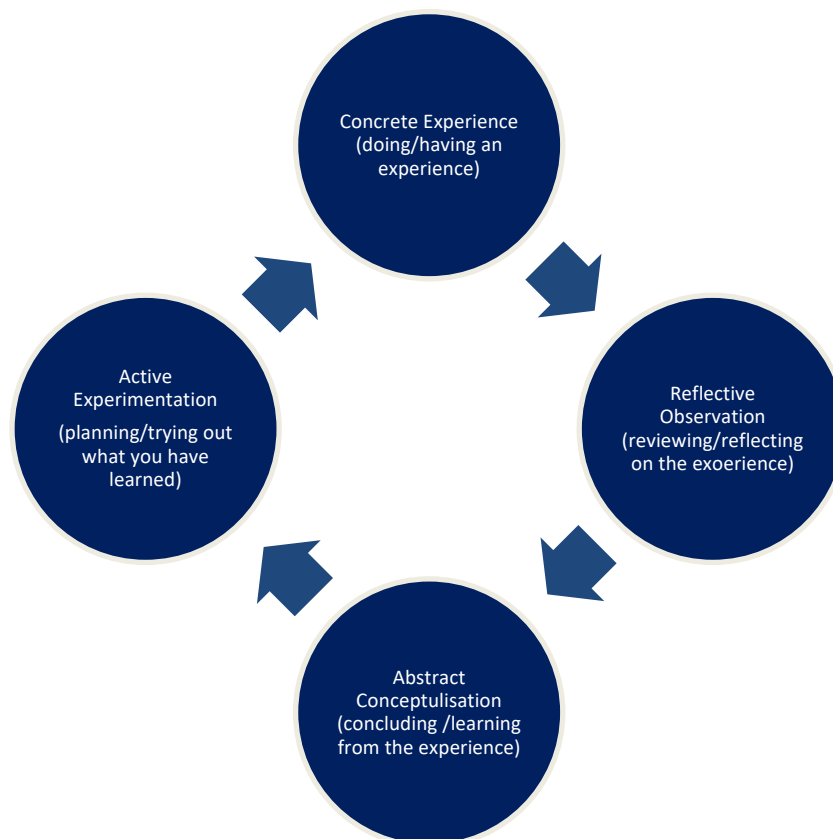 Concrete Experience
(doing/having an
experience)
Reflective
Observation
(reviewing/reflecting
on the exoerience)
Abstract
Conceptulisation
(concluding /learning
from the experience)
Active
Experimentation
(planning/trying out
what you have
learned)